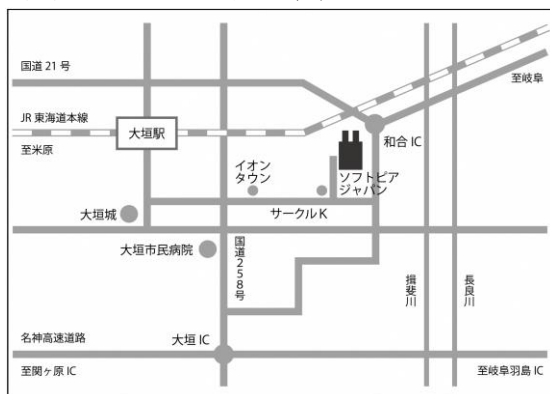 国道21号
至岐阜
JR東海道本線
大垣駅
和合IC
至米原
イオン
タウン
ソフトピア
ジャパン
サークルK
大垣城
大垣市民病院
国道258号
揖斐川
長良川
名神高速道路
大垣IC
至関ヶ原IC
至岐阜羽島IC